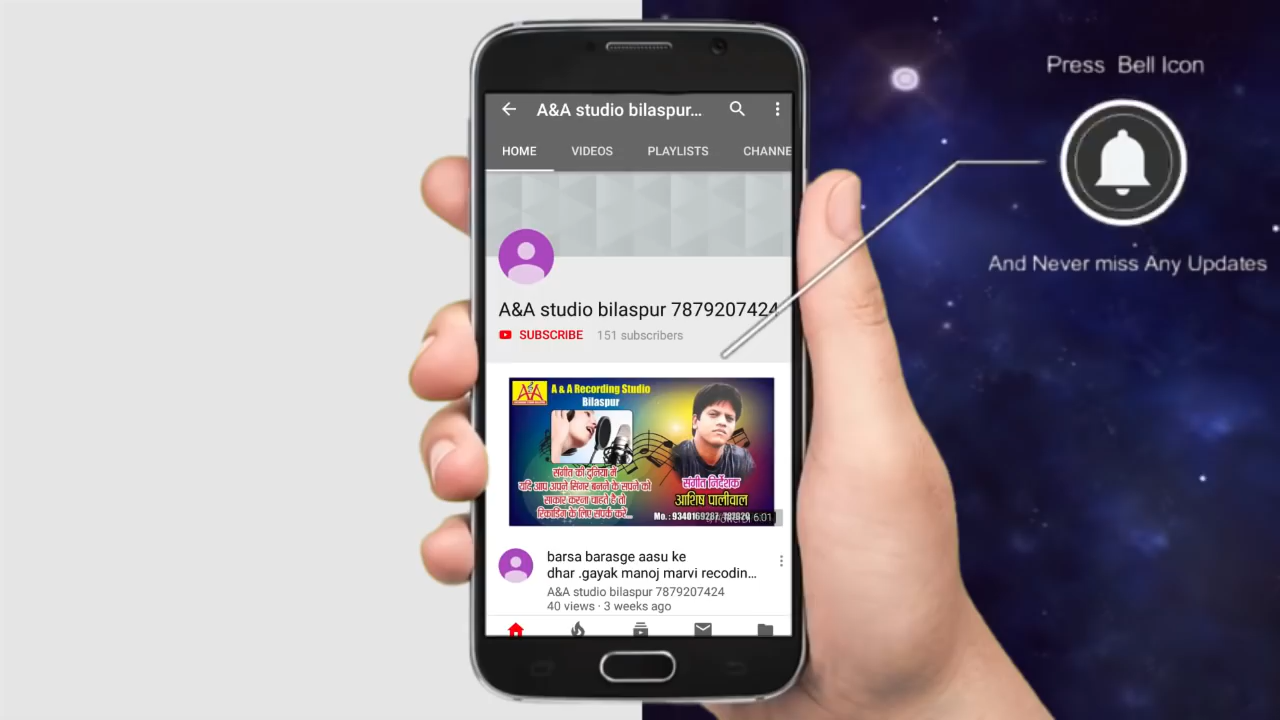 Press Bell Icon
And Never miss Any Updates
A&A studio bilaspur...
HOME VIDEOS PLAYLISTS CHANNE
A&A studio bilaspur 7879207424
SUBSCRIBE 151 subscribers
A&A
A & A Recording Studio
Bilaspur
संगीत की दुनिया में
यदि आप अपने सिंगर बनने के सपने को
साकार करना चाहते है तो
रिकार्डिंग के लिए संपर्क करें...
संगीत निर्देशक
आशिष पालीवाल
Mo. :
6:01
barsa barasge aasu ke
dhar .gayak manoj marvi recodin...
A&A studio bilaspur 7879207424
40 views · 3 weeks ago